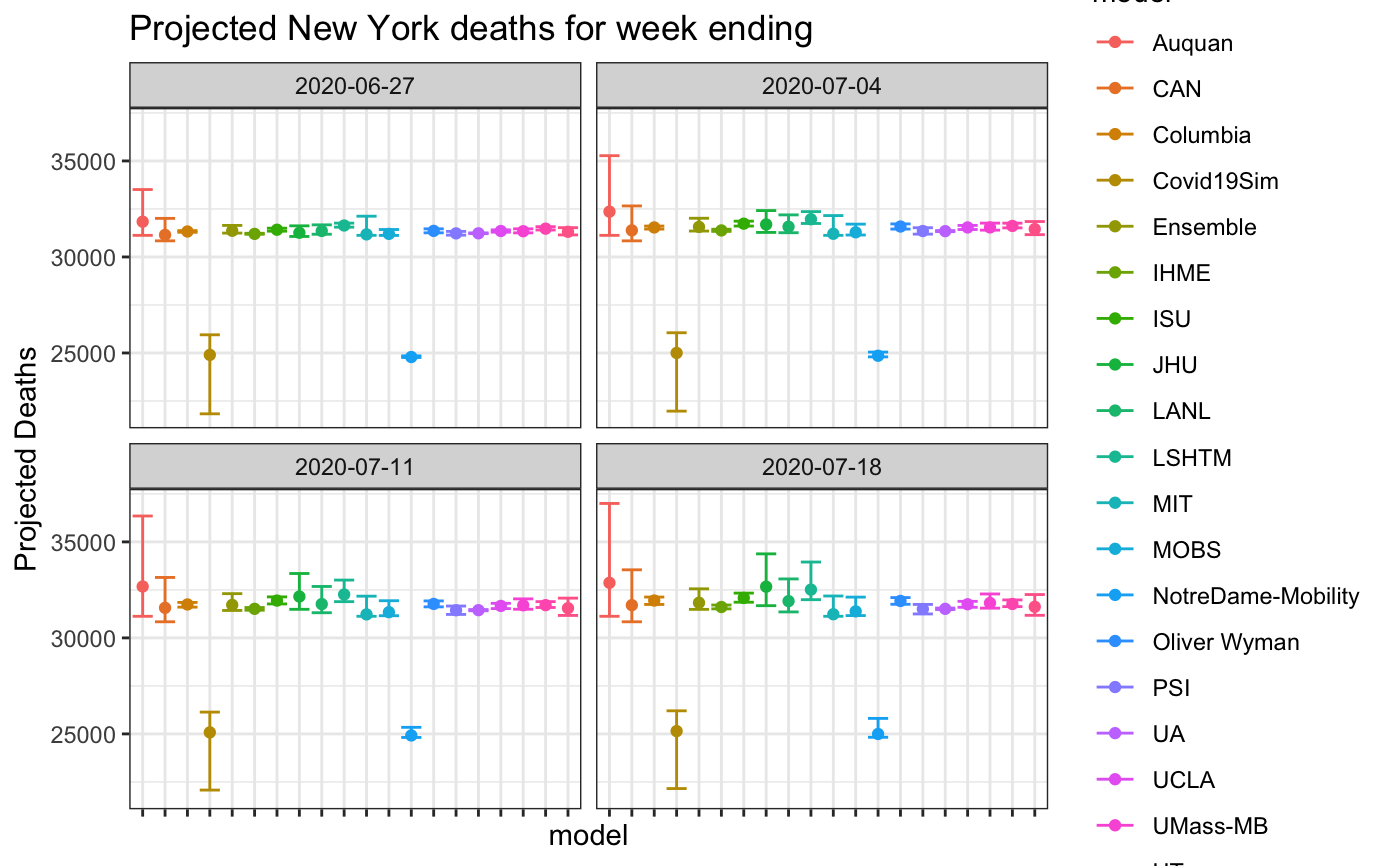 Projected New York deaths for week ending
2020-06-27
2020-07-04
35000
30000
25000
2020-07-11
2020-07-18
35000
30000
25000
Projected Deaths
model
model
Auquan
CAN
Columbia
Covid19Sim
Ensemble
IHME
ISU
JHU
LANL
LSHTM
MIT
MOBS
NotreDame-Mobility
Oliver Wyman
PSI
UA
UCLA
UMass-MB